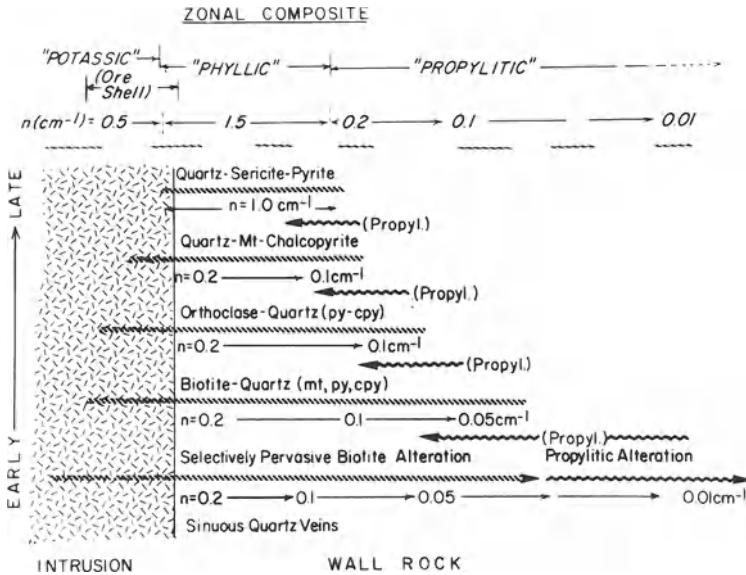 ZONAL COMPOSITE
"POTASSIC" "PHYLLIC" "PROPYLITIC"
(Ore
Shell)
n(cm⁻¹)= 0.5 1.5 0.2 0.1 0.01
EARLY LATE
Quartz-Sericite-Pyrite
n=1.0 cm⁻¹
(Propyl.)
Quartz-Mt-Chalcopyrite
n=0.2 0.1cm⁻¹
(Propyl.)
Orthoclase-Quartz (py-cpy)
n=0.2 0.1cm⁻¹
(Propyl.)
Biotite-Quartz (mt, py, cpy)
n=0.2 0.1 0.05cm⁻¹
(Propyl.)
Selectively Pervasive Biotite Alteration Propylitic Alteration
n=0.2 0.1 0.05 0.01cm⁻¹
Sinuous Quartz Veins
INTRUSION WALL ROCK